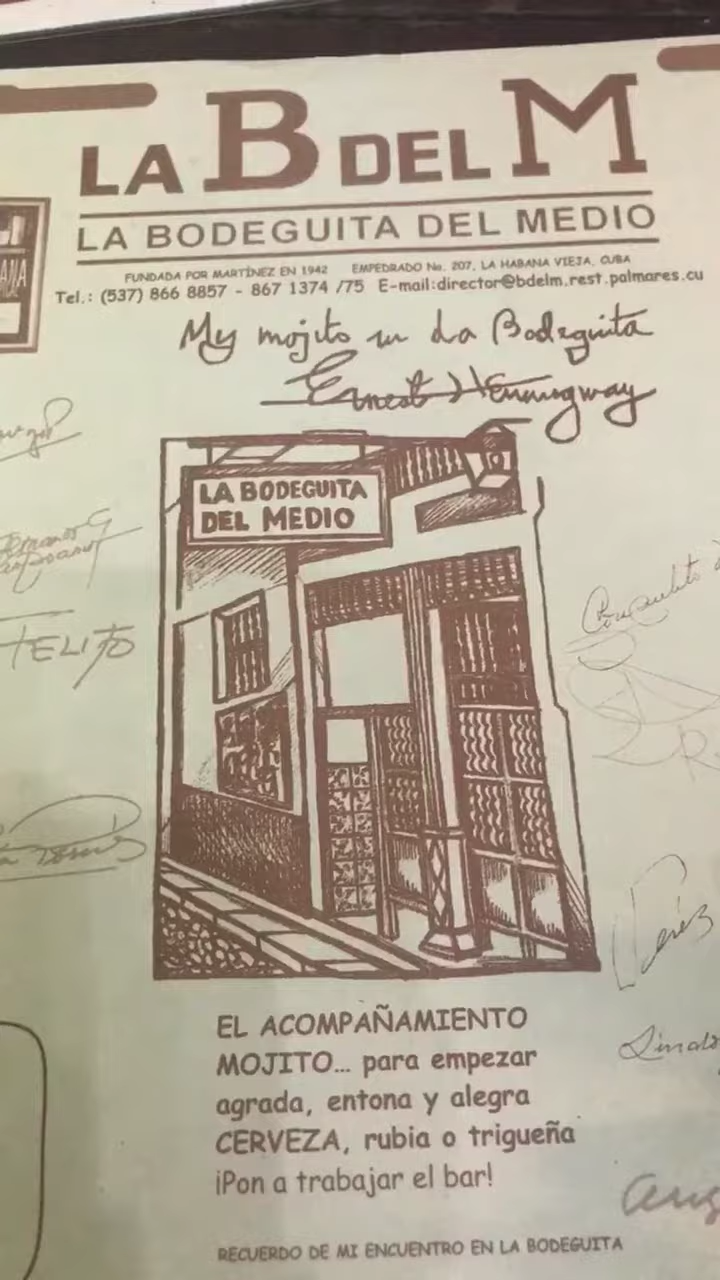 LA B DEL M
LA BODEGUITA DEL MEDIO
FUNDADA POR MARTÍNEZ EN 1942 EMPEDRADO No. 207, LA HABANA VIEJA, CUBA
Tel.: (537) 866 8857 - 867 1374 /75 E-mail:director@bdelm.rest.palmares.cu
My mojito in La Bodeguita
Ernest Hemingway
LA BODEGUITA
DEL MEDIO
FELITO
Pérez
EL ACOMPAÑAMIENTO
MOJITO... para empezar
agrada, entona y alegra
CERVEZA, rubia o trigueña
¡Pon a trabajar el bar!
RECUERDO DE MI ENCUENTRO EN LA BODEGUITA